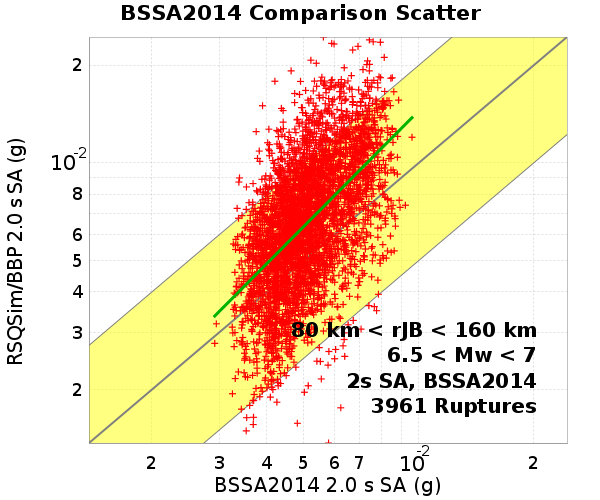 BSSA2014 Comparison Scatter
RSQSim/BBP 2.0 s SA (g)
2
10-2
8
6
5
4
3
2
80 km < rJB < 160 km
6.5 < Mw < 7
2s SA, BSSA2014
3961 Ruptures
2 3 4 5 6 7 10-2 2
BSSA2014 2.0 s SA (g)